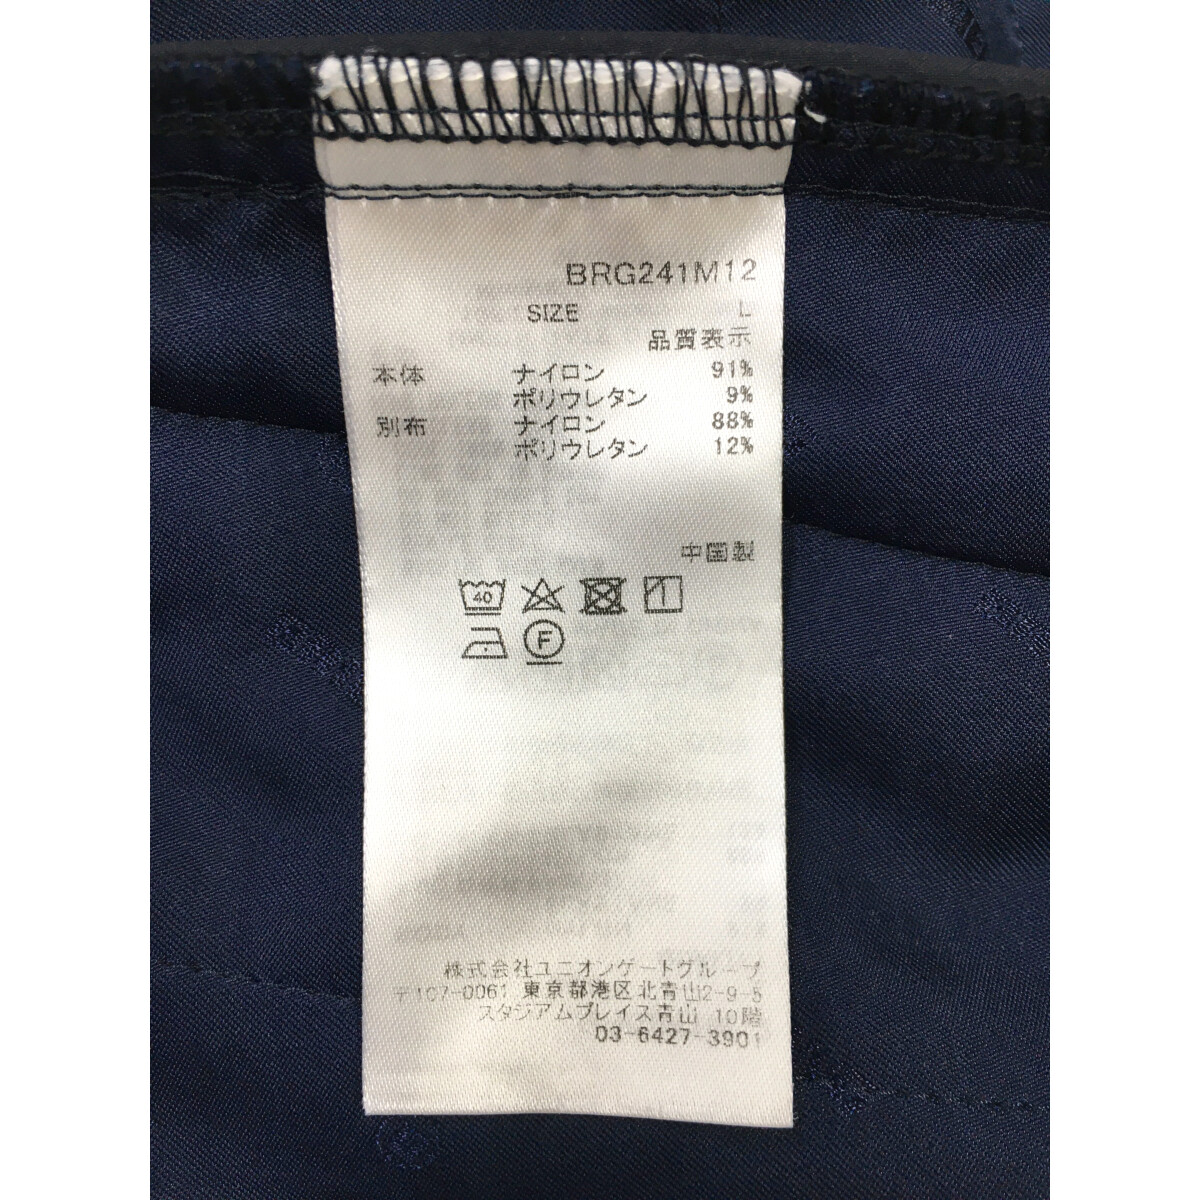 BRG241M12
SIZE L
品質表示
本体 ナイロン 91%
ポリウレタン 9%
別布 ナイロン 88%
ポリウレタン 12%
中国製
40
F
株式会社ユニオンゲートグループ
〒107-0061 東京都港区北青山2-9-5
スタジアムプレイス青山 10階
03-6427-3901